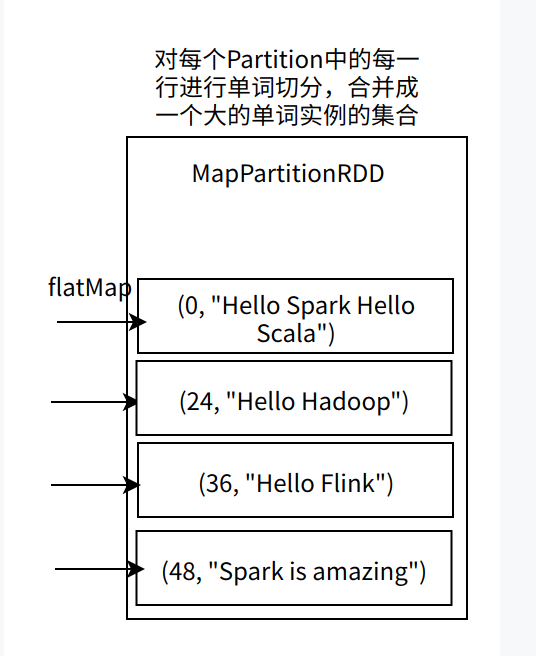 对每个Partition中的每一
行进行单词切分，合并成
一个大的单词实例的集合
MapPartitionRDD
flatMap
(0, "Hello Spark Hello
Scala")
(24, "Hello Hadoop")
(36, "Hello Flink")
(48, "Spark is amazing")